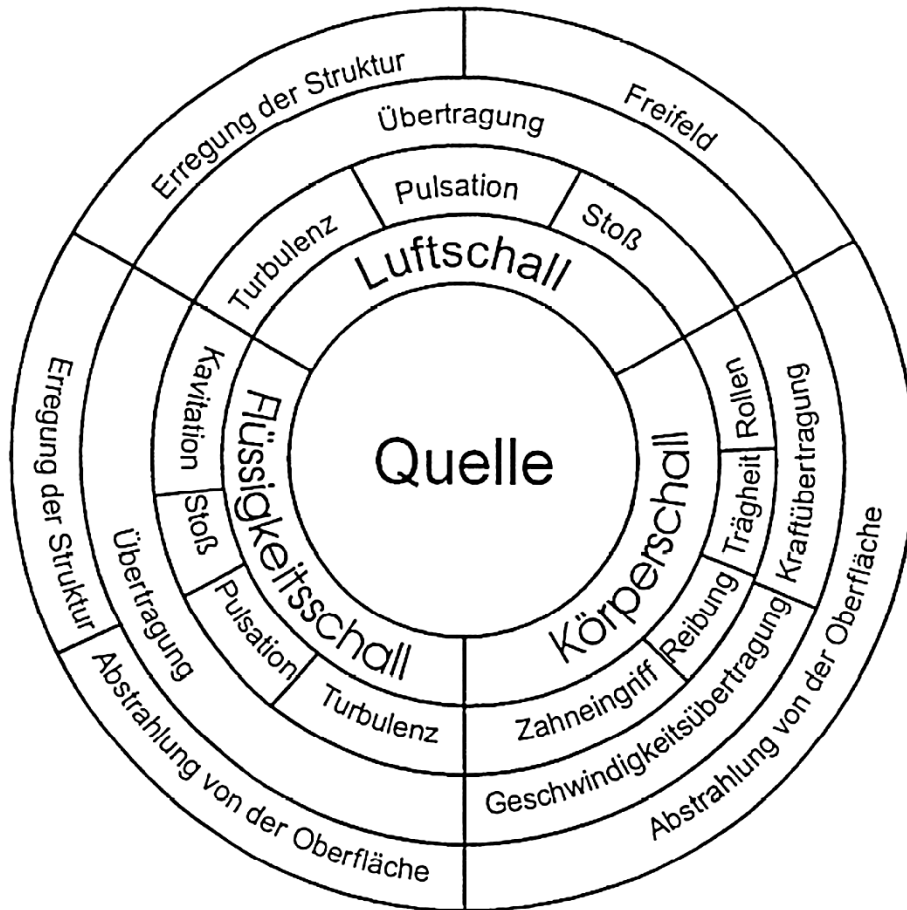 Erregung der Struktur
Freifeld
Übertragung
Turbulenz
Pulsation
Stoß
Luftschall
Quelle
Körperschall
Rollen
Trägheit
Reibung
Zahneingriff
Kraftübertragung
Geschwindigkeitsübertragung
Abstrahlung von der Oberfläche
Flüssigkeitsschall
Kavitation
Stoß
Pulsation
Turbulenz
Übertragung
Erregung der Struktur
Abstrahlung von der Oberfläche